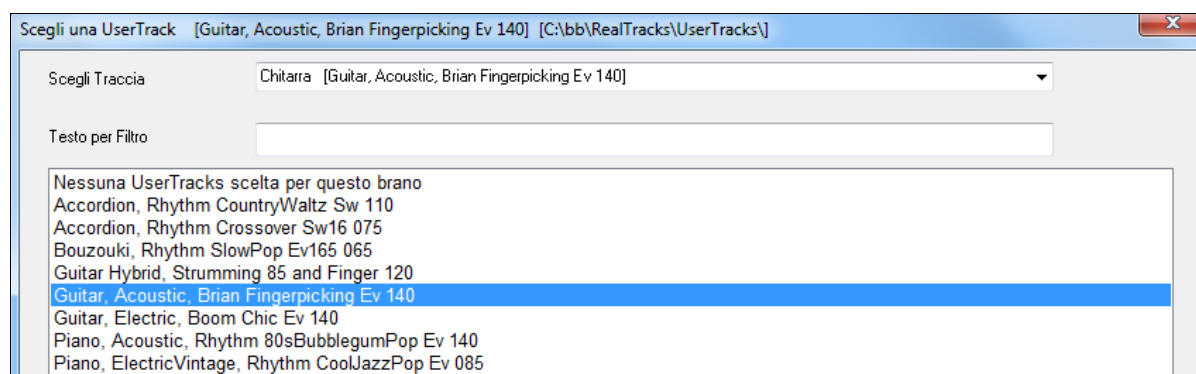 Scegli una UserTrack [Guitar, Acoustic, Brian Fingerpicking Ev 140] [C:\bb\RealTracks\UserTracks\]
Scegli Traccia Chitarra [Guitar, Acoustic, Brian Fingerpicking Ev 140]
Testo per Filtro
Nessuna UserTracks scelta per questo brano
Accordion, Rhythm CountryWaltz Sw 110
Accordion, Rhythm Crossover Sw16 075
Bouzouki, Rhythm SlowPop Ev165 065
Guitar Hybrid, Strumming 85 and Finger 120
Guitar, Acoustic, Brian Fingerpicking Ev 140
Guitar, Electric, Boom Chic Ev 140
Piano, Acoustic, Rhythm 80sBubblegumPop Ev 140
Piano, ElectricVintage, Rhythm CoolJazzPop Ev 085